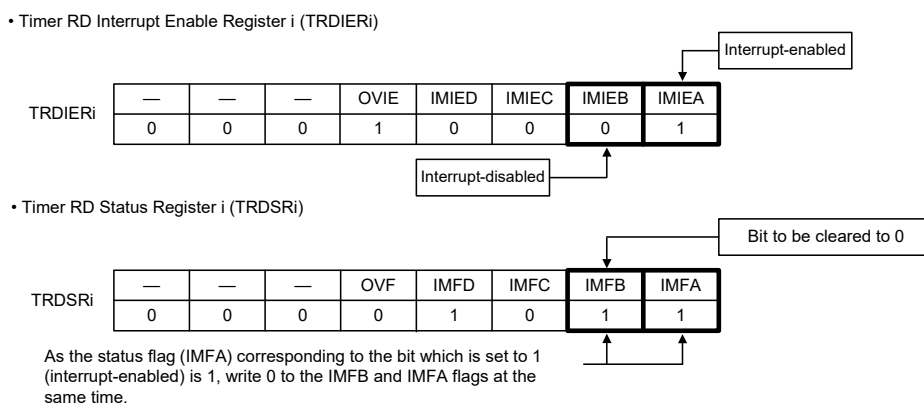 • Timer RD Interrupt Enable Register i (TRDIERi)
Interrupt-enabled
TRDIERi
— — — OVIE IMIED IMIEC IMIEB IMIEA
0 0 0 1 0 0 0 1
Interrupt-disabled
• Timer RD Status Register i (TRDSRi)
Bit to be cleared to 0
TRDSRi
— — — OVF IMFD IMFC IMFB IMFA
0 0 0 0 1 0 1 1
As the status flag (IMFA) corresponding to the bit which is set to 1
(interrupt-enabled) is 1, write 0 to the IMFB and IMFA flags at the
same time.